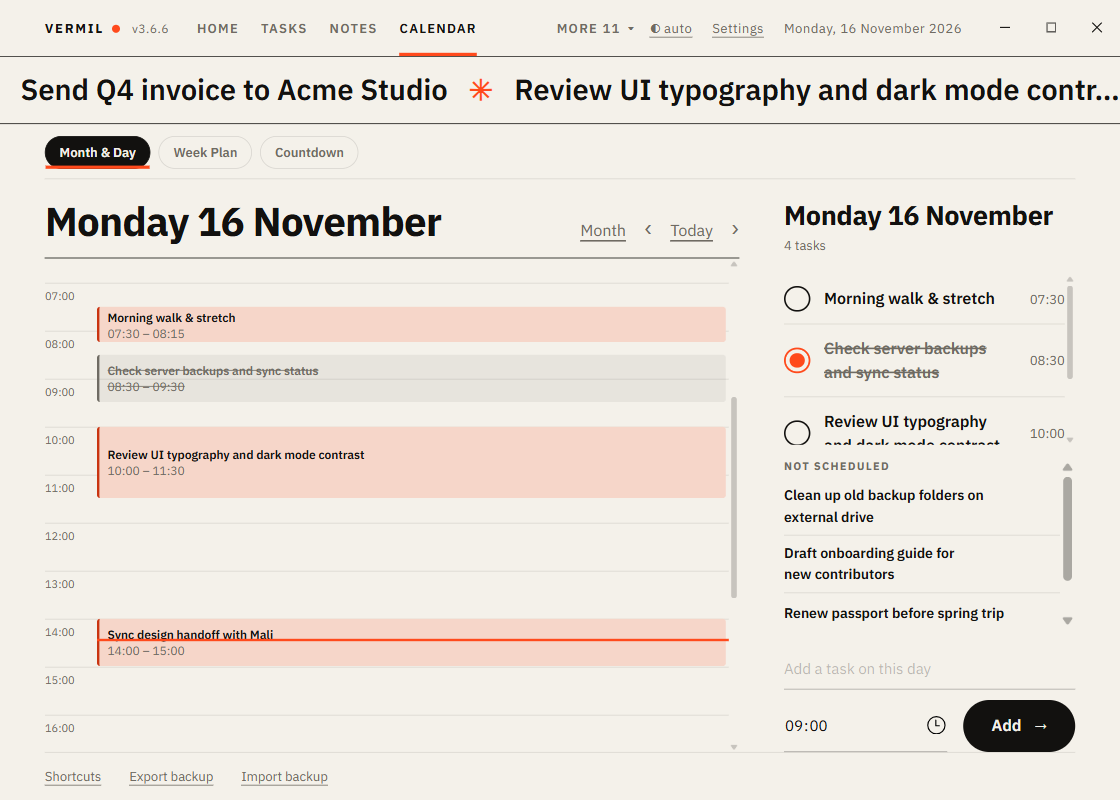 VERMIL v3.6.6 HOME TASKS NOTES CALENDAR MORE 11 auto Settings Monday, 16 November 2026
Send Q4 invoice to Acme Studio ✳ Review UI typography and dark mode contr...
Month & Day Week Plan Countdown
Monday 16 November
Month ‹ Today ›
07:00
Morning walk & stretch
07:30 – 08:15
08:00
Check server backups and sync status
08:30 – 09:30
09:00
10:00
Review UI typography and dark mode contrast
10:00 – 11:30
11:00
12:00
13:00
14:00
Sync design handoff with Mali
14:00 – 15:00
15:00
16:00
Monday 16 November
4 tasks
Morning walk & stretch 07:30
Check server backups
and sync status 08:30
Review UI typography 10:00
and dark mode contrast
NOT SCHEDULED
Clean up old backup folders on
external drive
Draft onboarding guide for
new contributors
Renew passport before spring trip
Add a task on this day
09:00 Add →
Shortcuts Export backup Import backup